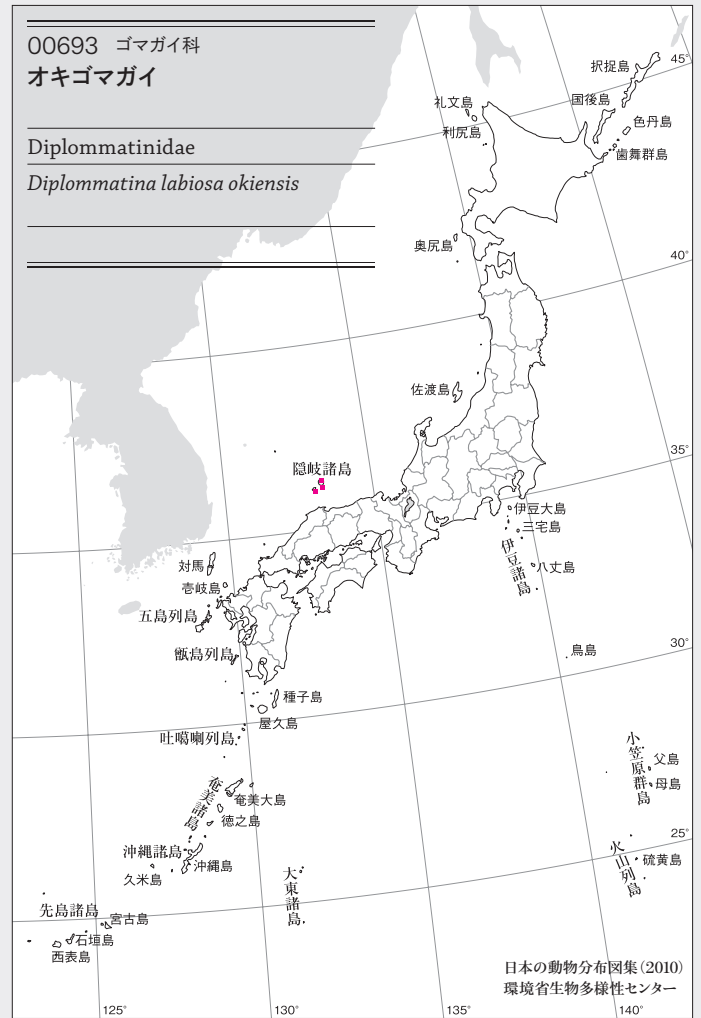 00693 ゴマガイ科
オキゴマガイ
Diplommatinidae
Diplommatina labiosa okiensis
択捉島
45°
礼文島
国後島
利尻島
色丹島
歯舞群島
奥尻島
40°
佐渡島
35°
隠岐諸島
伊豆大島
三宅島
伊豆諸島
八丈島
対馬
壱岐島
五島列島
甑島列島
30°
鳥島
種子島
屋久島
吐噶喇列島
小笠原群島
父島
母島
奄美諸島
奄美大島
徳之島
25°
沖縄諸島
沖縄島
久米島
火山列島
硫黄島
大東諸島
先島諸島
宮古島
石垣島
西表島
日本の動物分布図集(2010)
環境省生物多様性センター
125°
130°
135°
140°